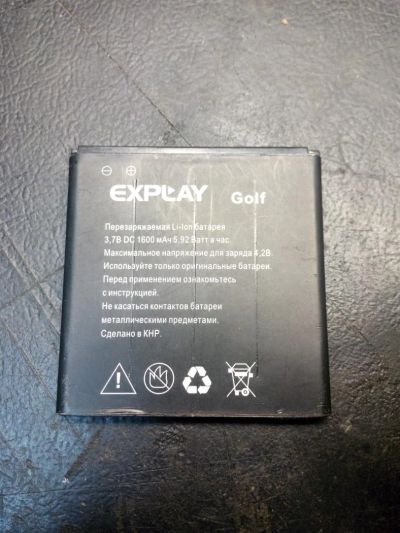 EXPLAY Golf
Перезаряжаемая Li-Ion батарея
3,7В DC 1600 мАч 5,92 Ватт а час.
Максимальное напряжение для заряда 4,2В.
Используйте только оригинальные батареи.
Перед применением ознакомьтесь
с инструкцией.
Не касаться контактов батареи
металлическими предметами.
Сделано в КНР.